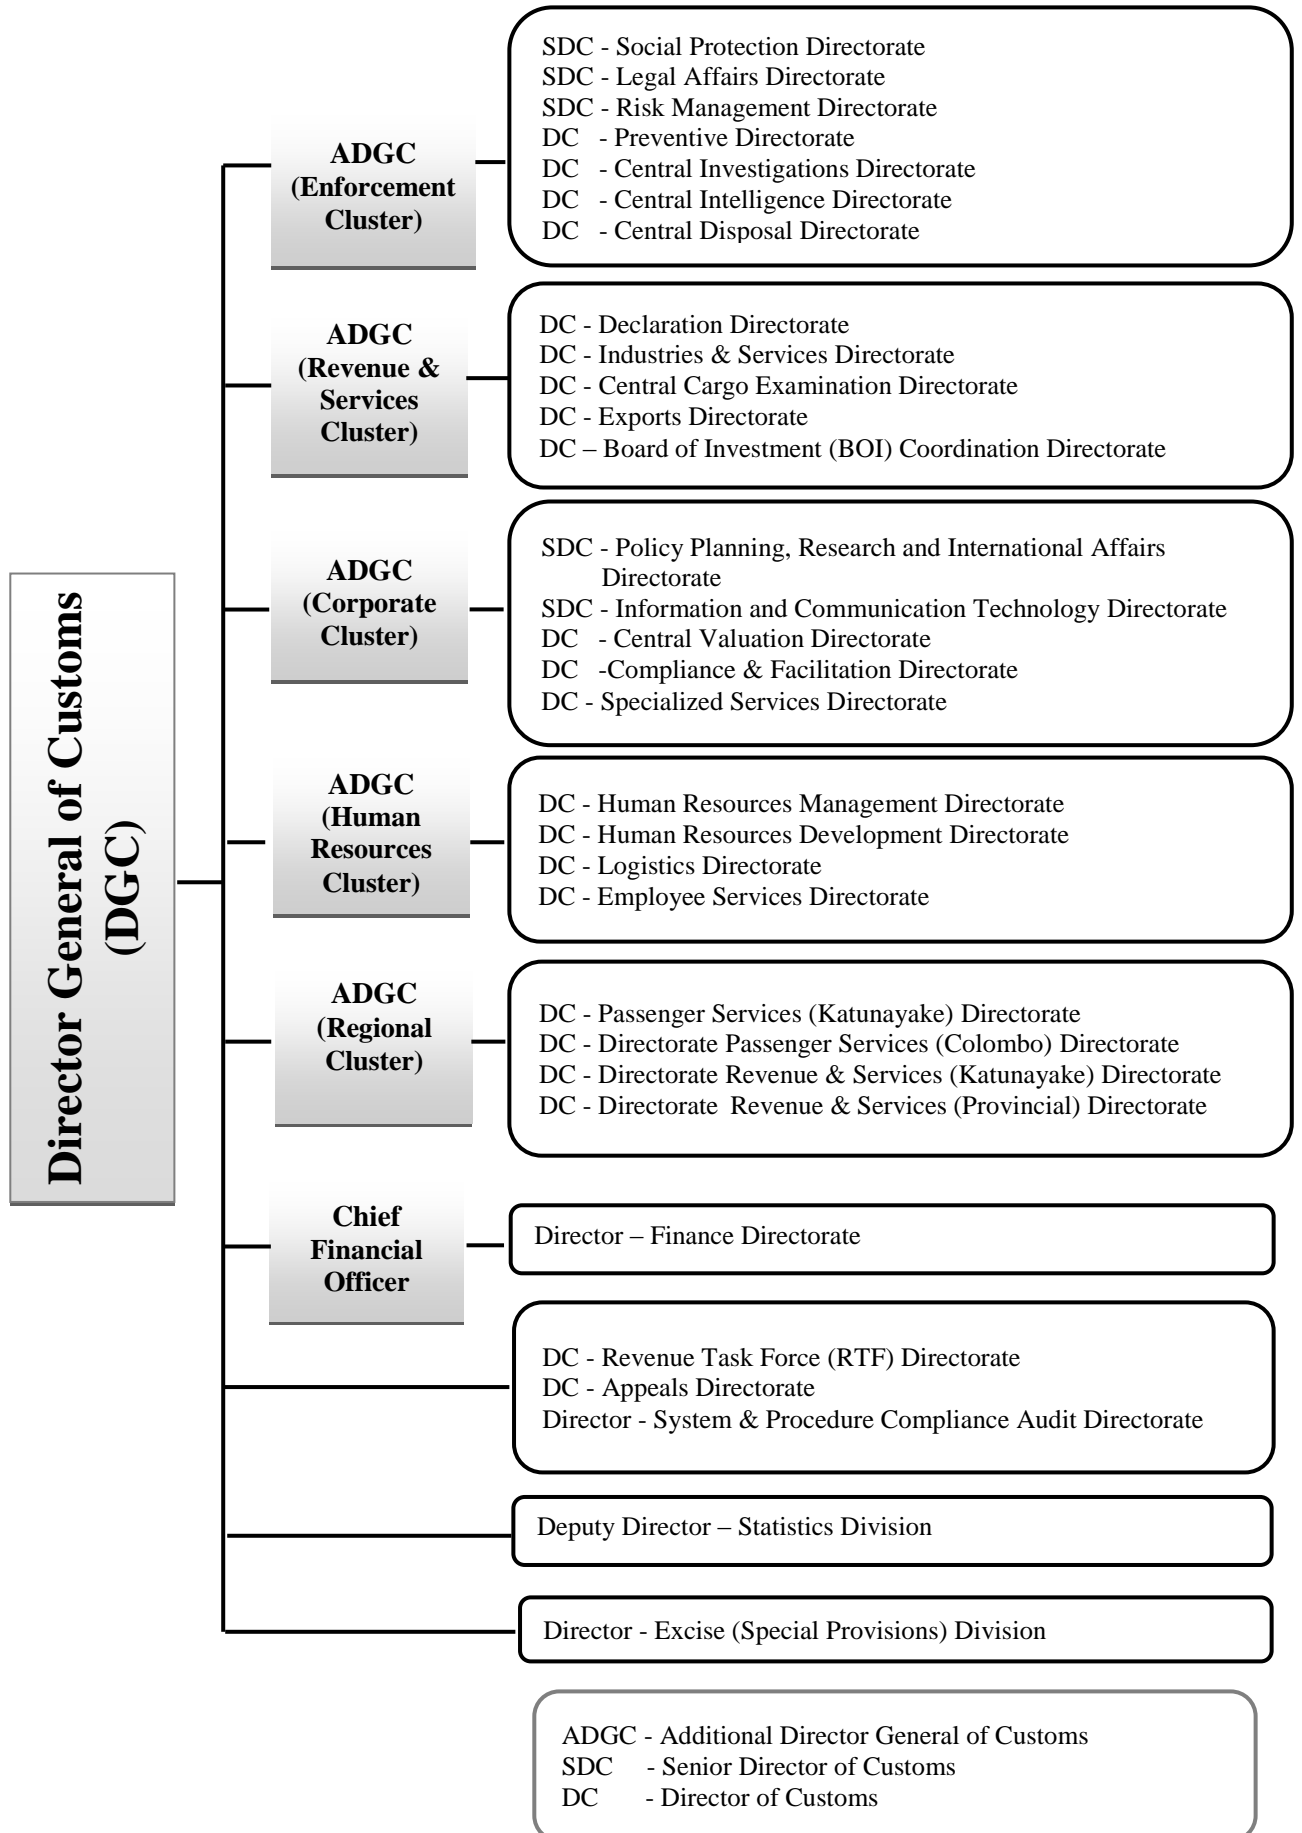 Director General of Customs
(DGC)
ADGC
(Enforcement
Cluster)
SDC - Social Protection Directorate
SDC - Legal Affairs Directorate
SDC - Risk Management Directorate
DC - Preventive Directorate
DC - Central Investigations Directorate
DC - Central Intelligence Directorate
DC - Central Disposal Directorate
ADGC
(Revenue &
Services
Cluster)
DC - Declaration Directorate
DC - Industries & Services Directorate
DC - Central Cargo Examination Directorate
DC - Exports Directorate
DC – Board of Investment (BOI) Coordination Directorate
ADGC
(Corporate
Cluster)
SDC - Policy Planning, Research and International Affairs
Directorate
SDC - Information and Communication Technology Directorate
DC - Central Valuation Directorate
DC -Compliance & Facilitation Directorate
DC - Specialized Services Directorate
ADGC
(Human
Resources
Cluster)
DC - Human Resources Management Directorate
DC - Human Resources Development Directorate
DC - Logistics Directorate
DC - Employee Services Directorate
ADGC
(Regional
Cluster)
DC - Passenger Services (Katunayake) Directorate
DC - Directorate Passenger Services (Colombo) Directorate
DC - Directorate Revenue & Services (Katunayake) Directorate
DC - Directorate Revenue & Services (Provincial) Directorate
Chief
Financial
Officer
Director – Finance Directorate
DC - Revenue Task Force (RTF) Directorate
DC - Appeals Directorate
Director - System & Procedure Compliance Audit Directorate
Deputy Director – Statistics Division
Director - Excise (Special Provisions) Division
ADGC - Additional Director General of Customs
SDC - Senior Director of Customs
DC - Director of Customs